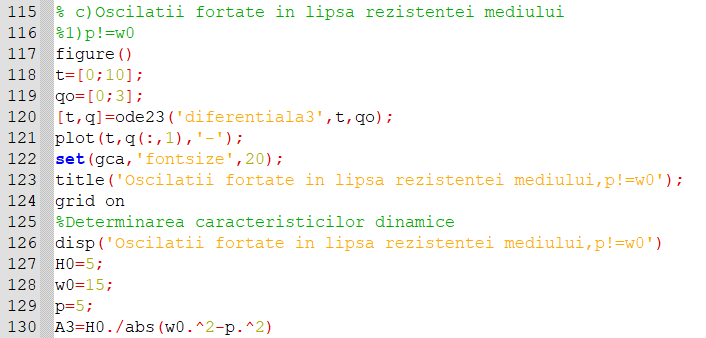 115 % c)Oscilatii fortate in lipsa rezistentei mediului
116 %1)p!=w0
117 figure()
118 t=[0;10];
119 qo=[0;3];
120 [t,q]=ode23('diferentiala3',t,qo);
121 plot(t,q(:,1),'-');
122 set(gca,'fontsize',20);
123 title('Oscilatii fortate in lipsa rezistentei mediului,p!=w0');
124 grid on
125 %Determinarea caracteristicilor dinamice
126 disp('Oscilatii fortate in lipsa rezistentei mediului,p!=w0')
127 H0=5;
128 w0=15;
129 p=5;
130 A3=H0./abs(w0.^2-p.^2)